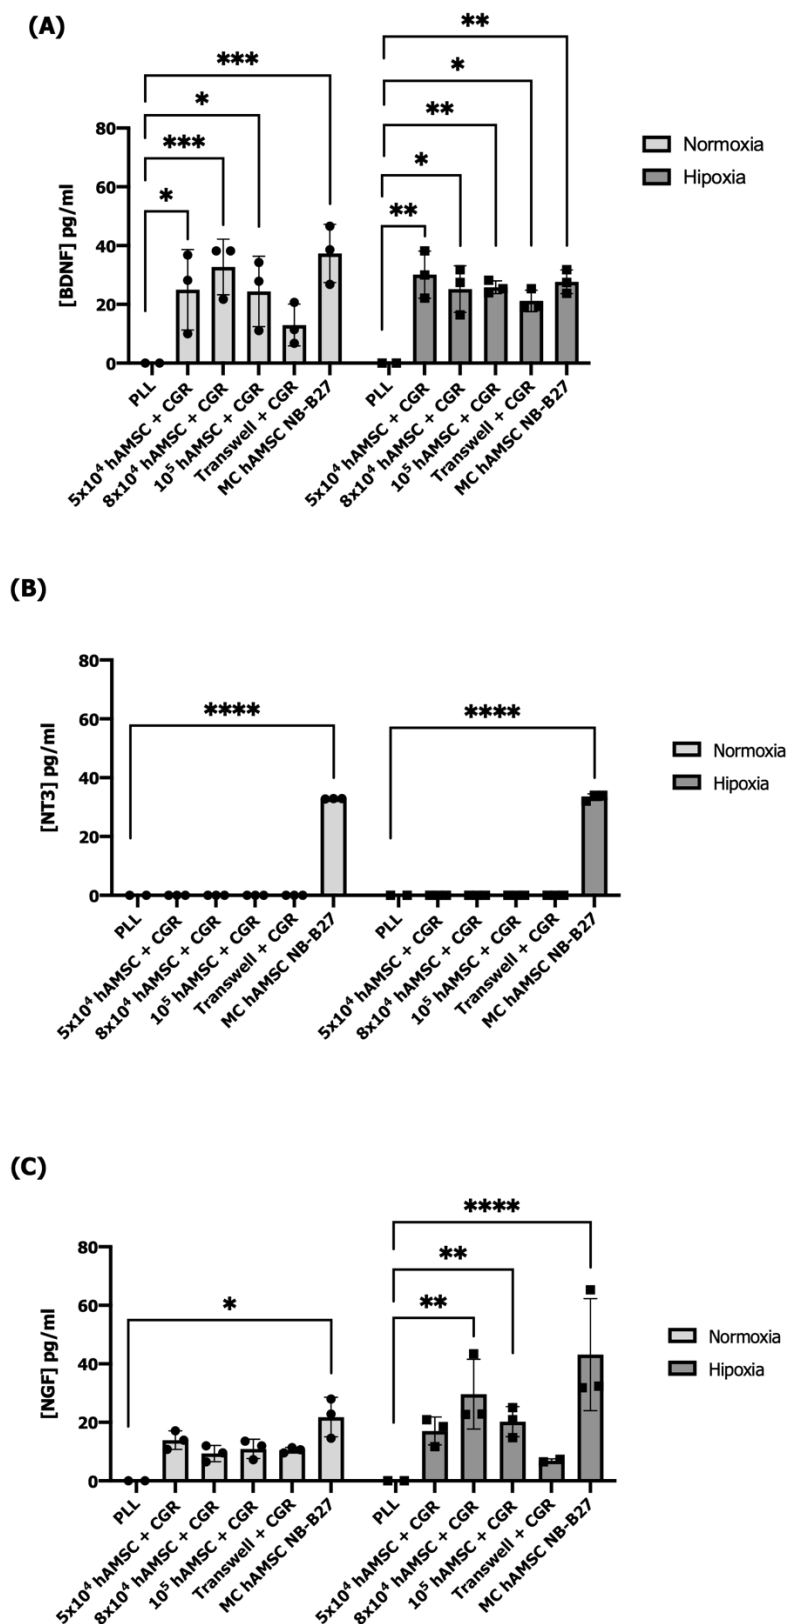 (A)
***
**
*
*
***
**
*
*
**
[BDNF] pg/ml
80
60
40
20
0
PLL
5x10⁴ hAMSC + CGR
8x10⁴ hAMSC + CGR
10⁵ hAMSC + CGR
Transwell + CGR
MC hAMSC NB-B27
PLL
5x10⁴ hAMSC + CGR
8x10⁴ hAMSC + CGR
10⁵ hAMSC + CGR
Transwell + CGR
MC hAMSC NB-B27
Normoxia
Hipoxia
(B)
****
****
[NT3] pg/ml
80
60
40
20
0
PLL
5x10⁴ hAMSC + CGR
8x10⁴ hAMSC + CGR
10⁵ hAMSC + CGR
Transwell + CGR
MC hAMSC NB-B27
PLL
5x10⁴ hAMSC + CGR
8x10⁴ hAMSC + CGR
10⁵ hAMSC + CGR
Transwell + CGR
MC hAMSC NB-B27
Normoxia
Hipoxia
(C)
*
****
**
**
[NGF] pg/ml
80
60
40
20
0
PLL
5x10⁴ hAMSC + CGR
8x10⁴ hAMSC + CGR
10⁵ hAMSC + CGR
Transwell + CGR
MC hAMSC NB-B27
PLL
5x10⁴ hAMSC + CGR
8x10⁴ hAMSC + CGR
10⁵ hAMSC + CGR
Transwell + CGR
MC hAMSC NB-B27
Normoxia
Hipoxia